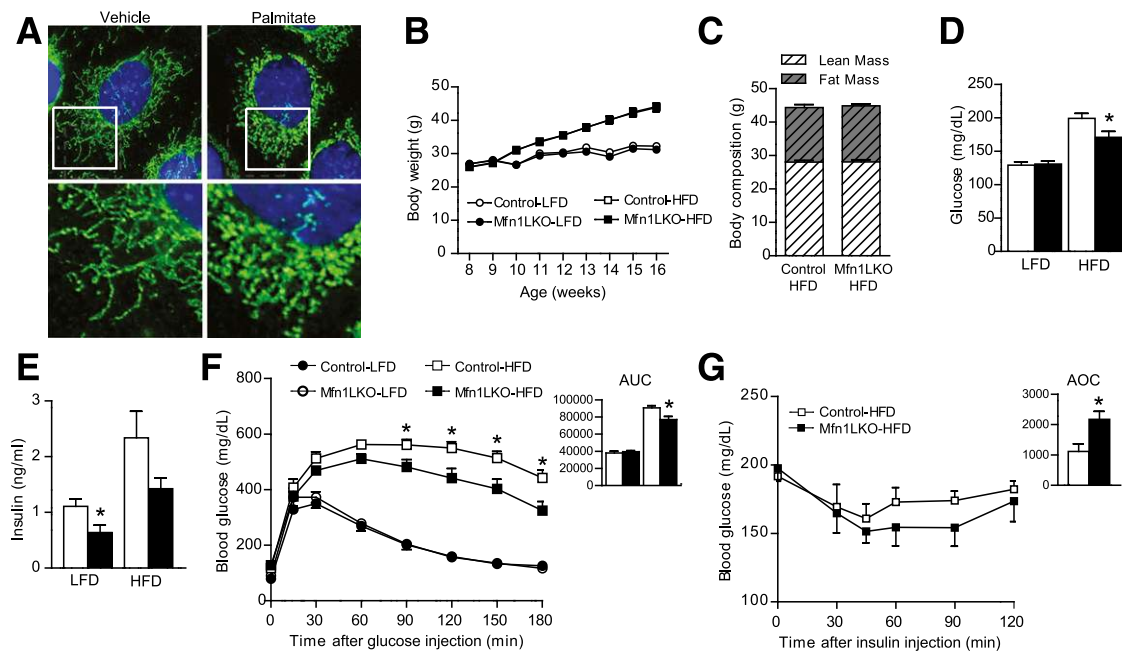 A
Vehicle
Palmitate
B
Body weight (g)
50
40
30
20
10
0
Control-LFD
Mfn1LKO-LFD
Control-HFD
Mfn1LKO-HFD
8 9 10 11 12 13 14 15 16
Age (weeks)
C
Lean Mass
Fat Mass
Body composition (g)
50
40
30
20
10
0
Control HFD
Mfn1LKO HFD
D
Glucose (mg/dL)
250
200
150
100
50
0
LFD HFD
*
E
Insulin (ng/ml)
3
2
1
0
LFD HFD
*
F
Control-LFD
Mfn1LKO-LFD
Control-HFD
Mfn1LKO-HFD
Blood glucose (mg/dL)
800
600
400
200
0
* * * *
0 30 60 90 120 150 180
Time after glucose injection (min)
AUC
100000
80000
60000
40000
20000
0
*
G
Control-HFD
Mfn1LKO-HFD
Blood glucose (mg/dL)
250
200
150
100
0 30 60 90 120
Time after insulin injection (min)
AOC
3000
2000
1000
0
*